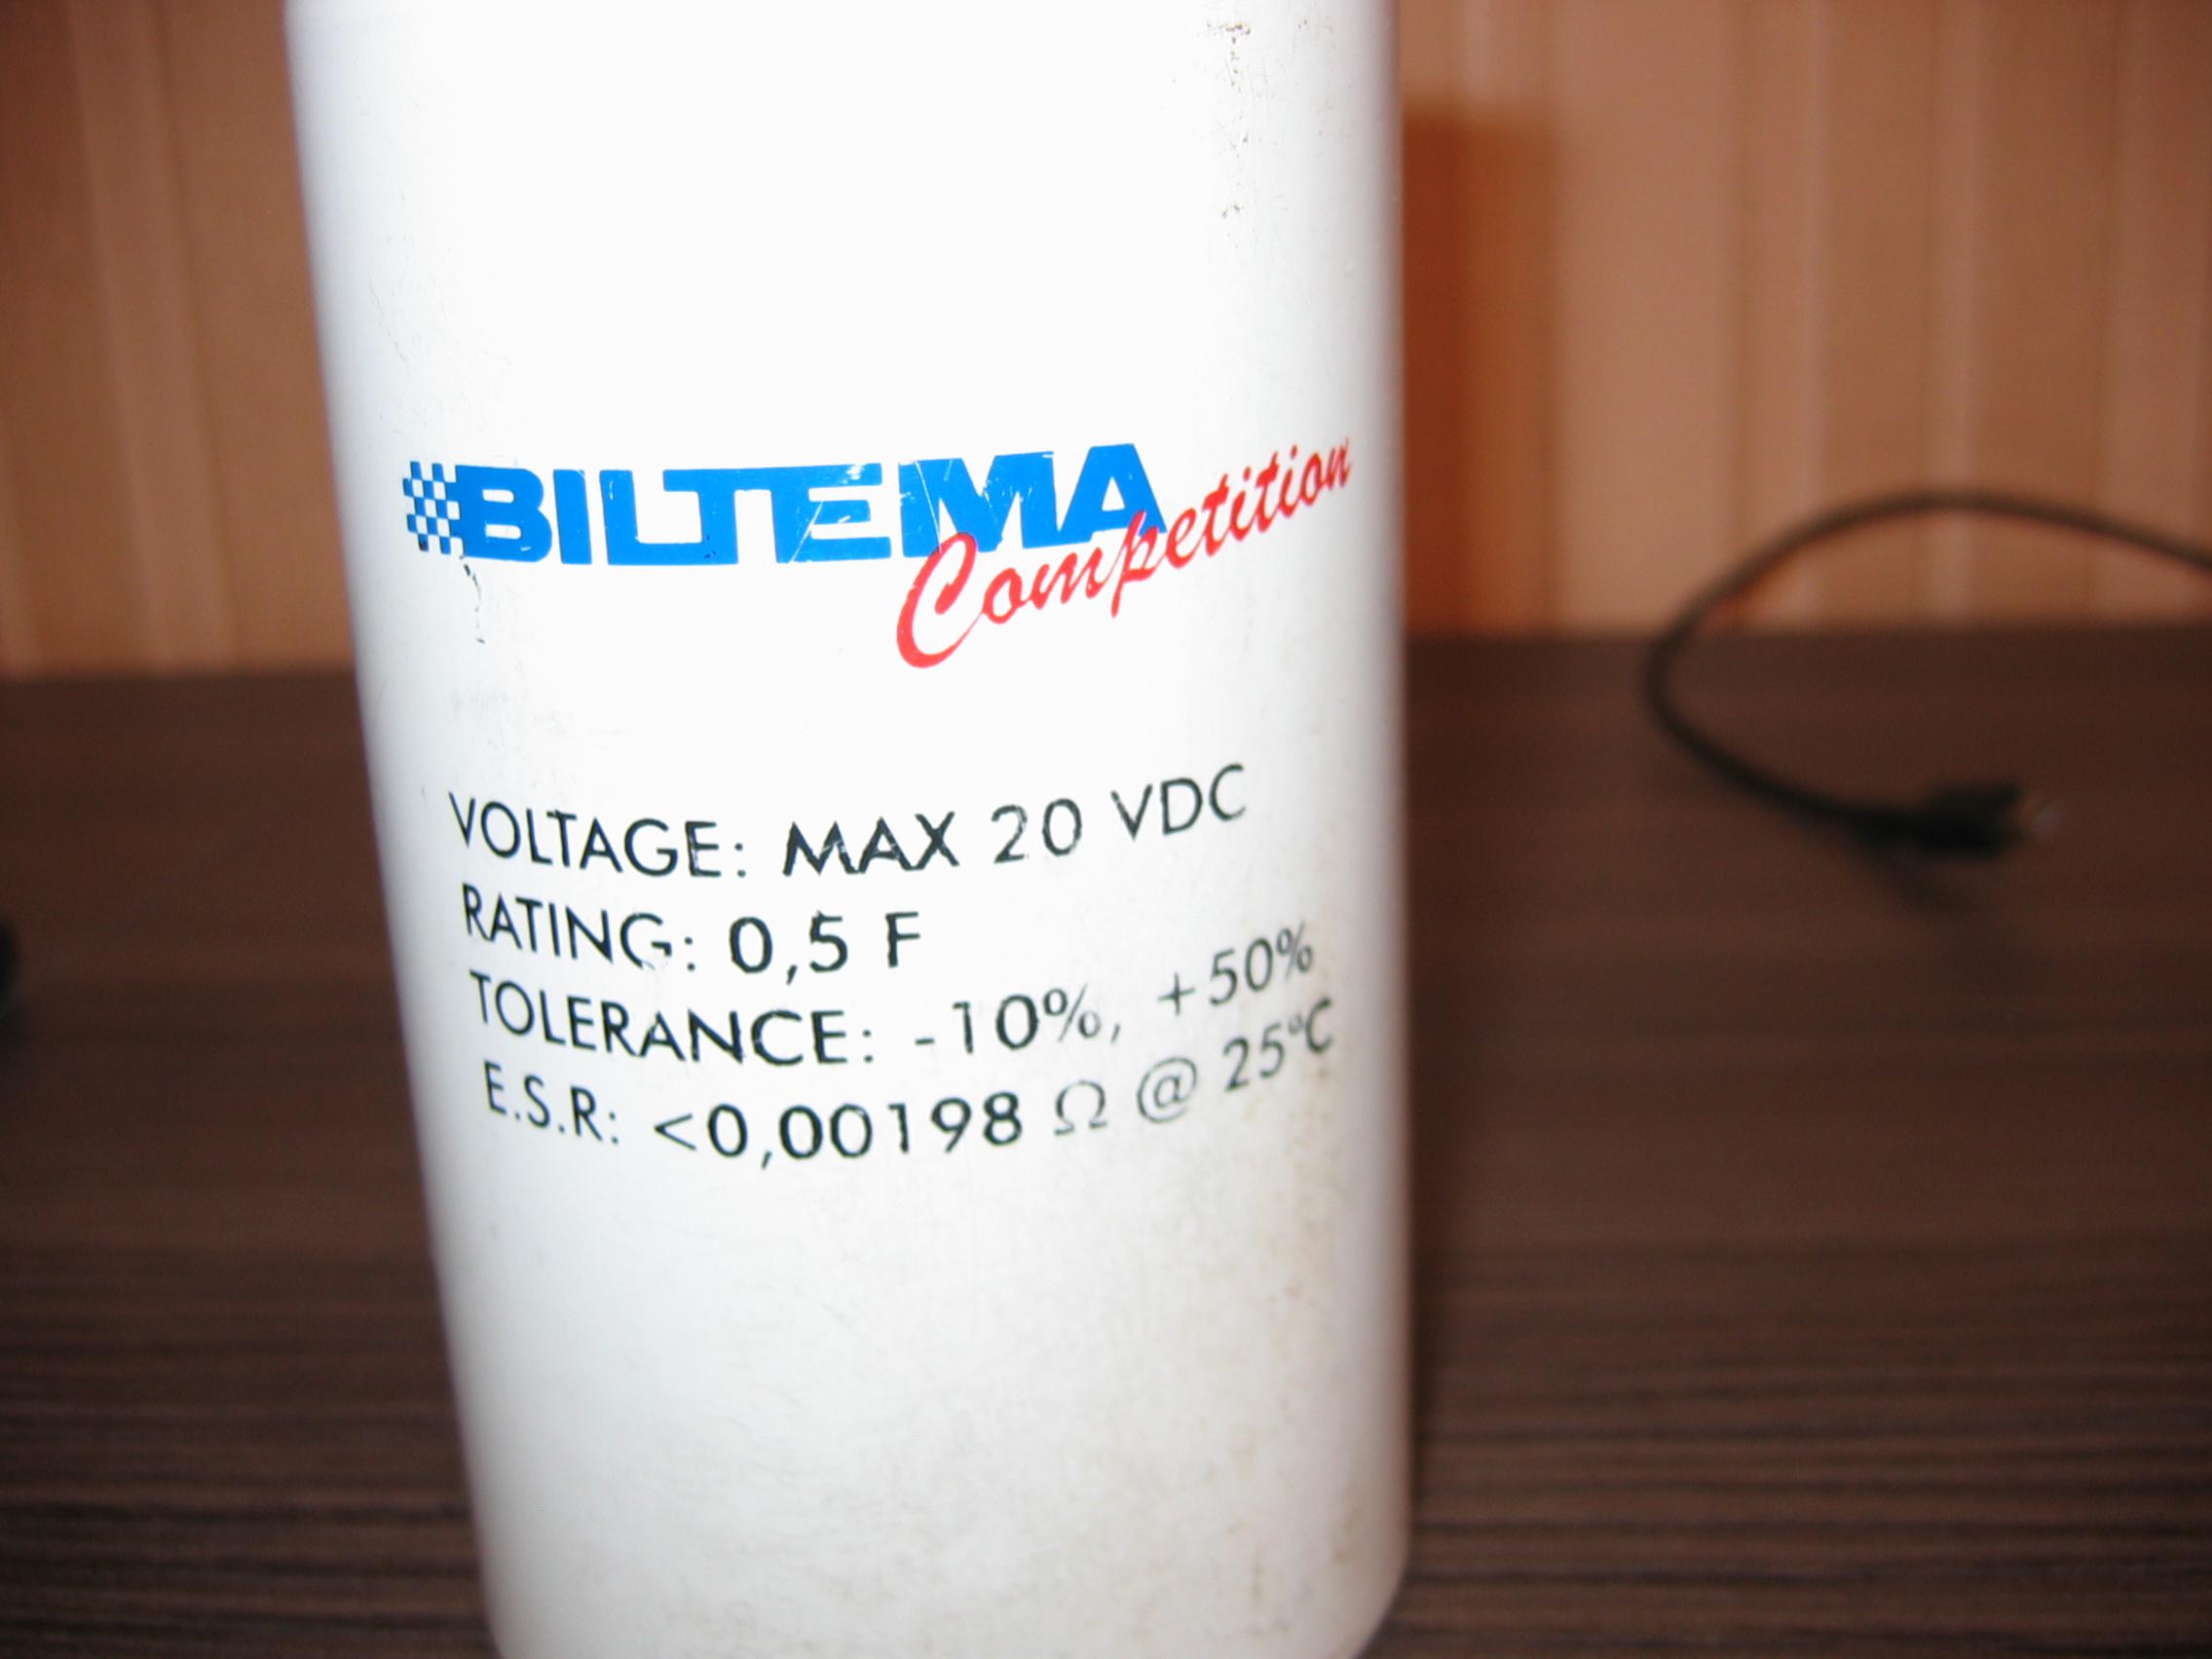 BILTEMA
Competition
VOLTAGE: MAX 20 VDC
RATING: 0,5 F
TOLERANCE: -10%, +50%
E.S.R: <0,00198 Ω @ 25°C